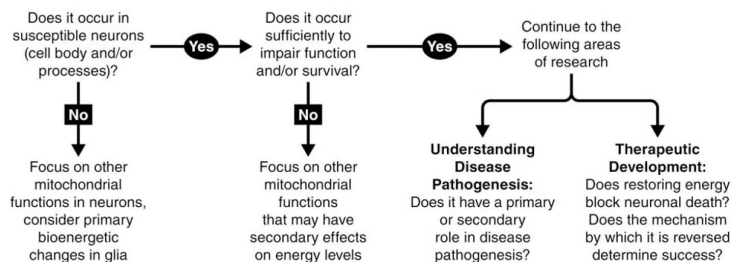 Does it occur in
susceptible neurons
(cell body and/or
processes)?
Yes
Does it occur
sufficiently to
impair function
and/or survival?
Yes
Continue to the
following areas
of research
No
No
Focus on other
mitochondrial
functions in neurons,
consider primary
bioenergetic
changes in glia
Focus on other
mitochondrial
functions
that may have
secondary effects
on energy levels
Understanding
Disease
Pathogenesis:
Does it have a primary
or secondary
role in disease
pathogenesis?
Therapeutic
Development:
Does restoring energy
block neuronal death?
Does the mechanism
by which it is reversed
determine success?